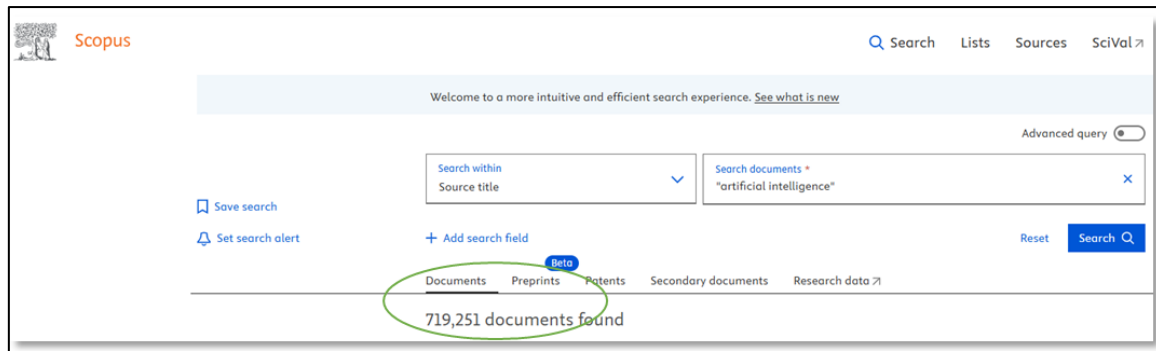 Scopus
Search Lists Sources SciVal
Welcome to a more intuitive and efficient search experience. See what is new
Advanced query
Search within
Source title
Search documents *
"artificial intelligence"
Save search
Set search alert
+ Add search field
Reset
Search
Beta
Documents Preprints Patents Secondary documents Research data
719,251 documents found